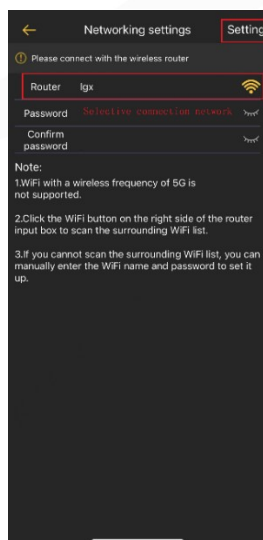 Networking settings
Setting
Please connect with the wireless router
Router lgx
Password Selective connection network
Confirm
password
Note:
1.WiFi with a wireless frequency of 5G is
not supported.
2.Click the WiFi button on the right side of the router
input box to scan the surrounding WiFi list.
3.If you cannot scan the surrounding WiFi list, you can
manually enter the WiFi name and password to set it
up.